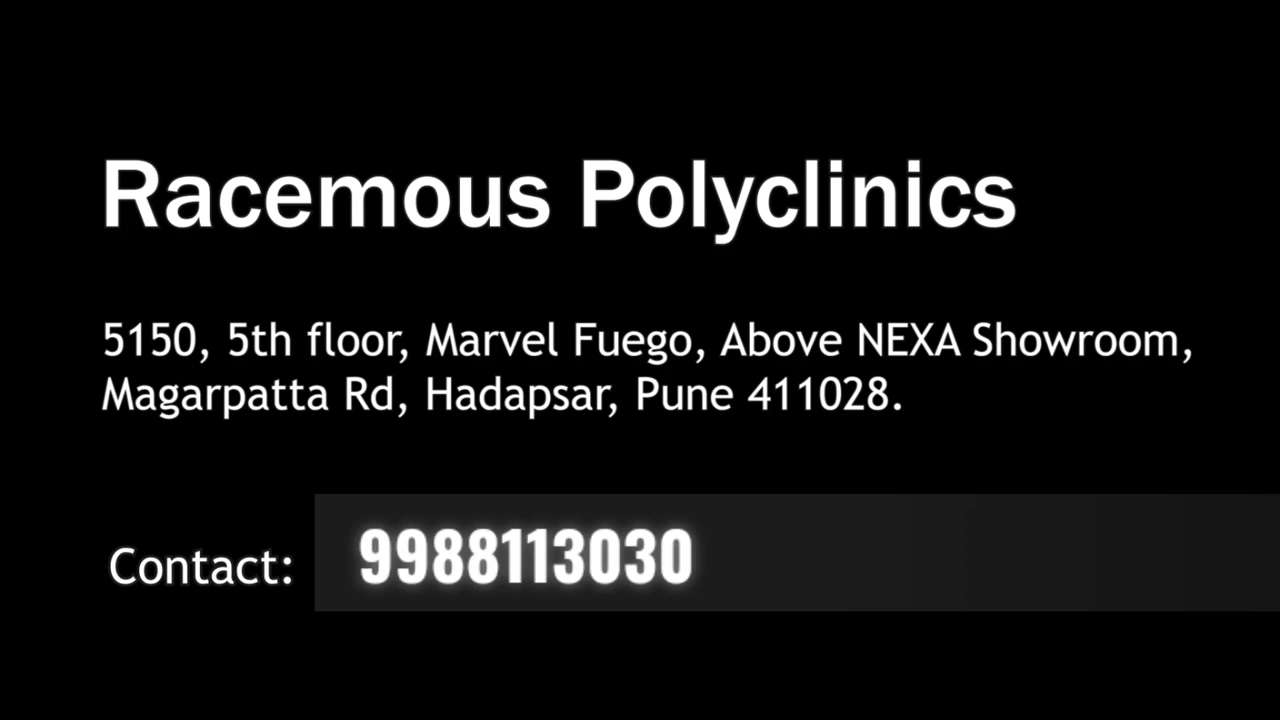 Racemous Polyclinics
5150, 5th floor, Marvel Fuego, Above NEXA Showroom,
Magarpatta Rd, Hadapsar, Pune 411028.
Contact: 9988113030